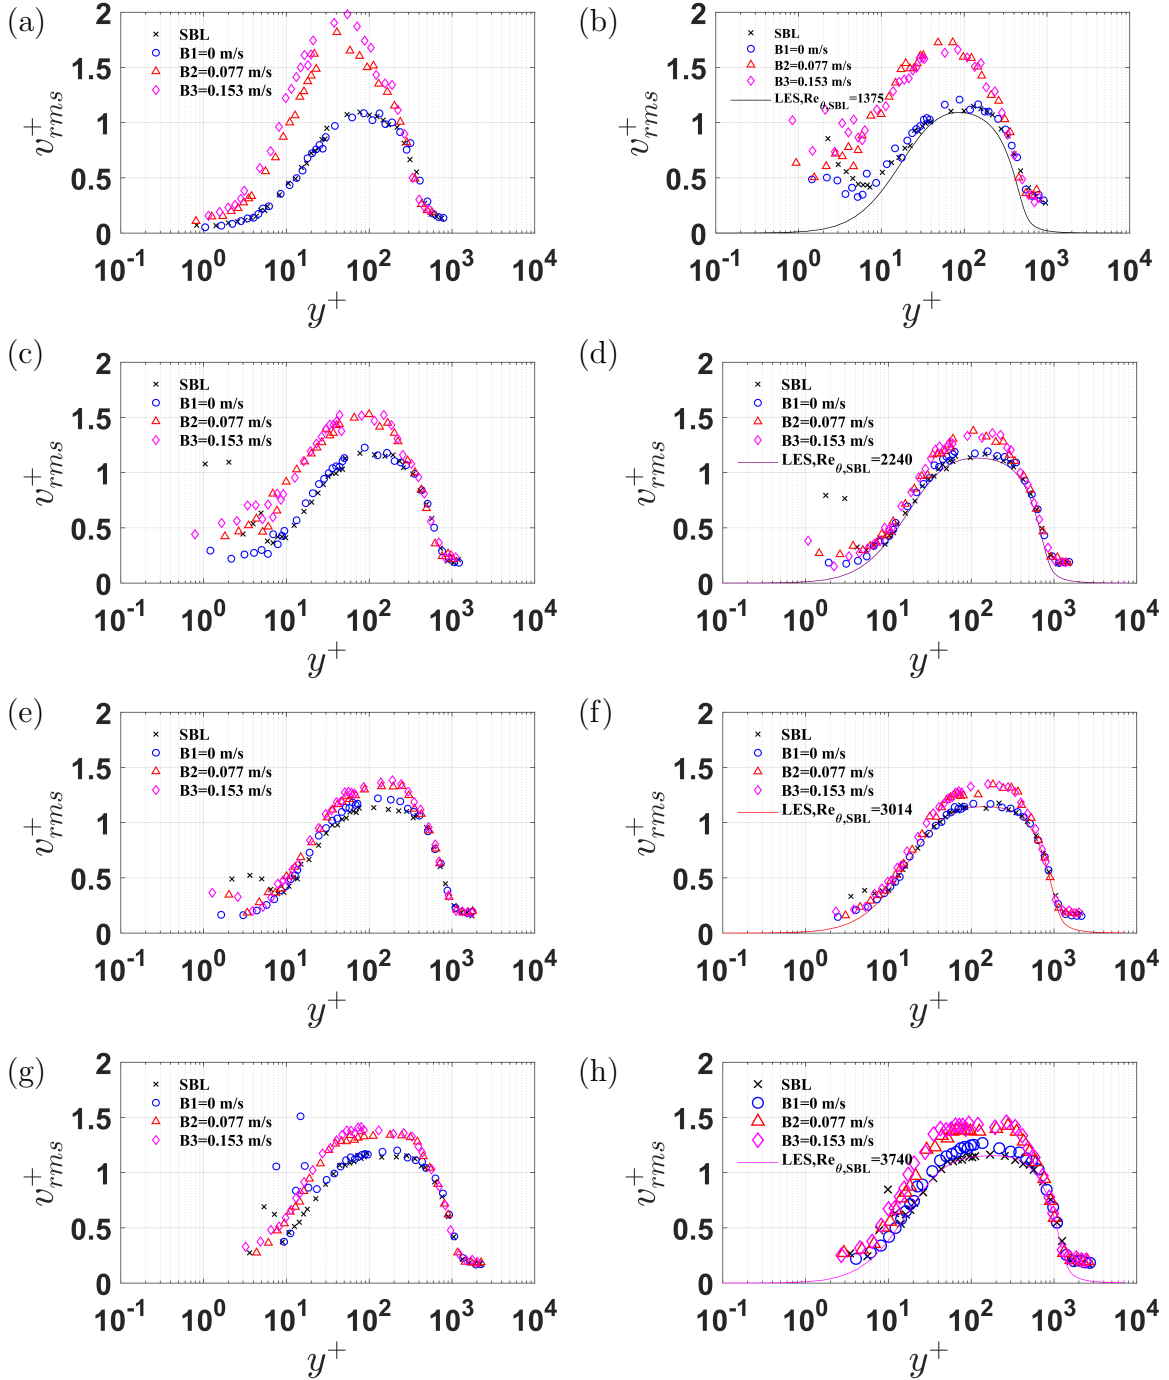 (a)
2
1.5
1
0.5
0
v⁺rms
SBL
B1=0 m/s
B2=0.077 m/s
B3=0.153 m/s
10⁻¹ 10⁰ 10¹ 10² 10³ 10⁴
y⁺
(b)
2
1.5
1
0.5
0
v⁺rms
SBL
B1=0 m/s
B2=0.077 m/s
B3=0.153 m/s
LES,Reθ,SBL=1375
10⁻¹ 10⁰ 10¹ 10² 10³ 10⁴
y⁺
(c)
2
1.5
1
0.5
0
v⁺rms
SBL
B1=0 m/s
B2=0.077 m/s
B3=0.153 m/s
10⁻¹ 10⁰ 10¹ 10² 10³ 10⁴
y⁺
(d)
2
1.5
1
0.5
0
v⁺rms
SBL
B1=0 m/s
B2=0.077 m/s
B3=0.153 m/s
LES,Reθ,SBL=2240
10⁻¹ 10⁰ 10¹ 10² 10³ 10⁴
y⁺
(e)
2
1.5
1
0.5
0
v⁺rms
SBL
B1=0 m/s
B2=0.077 m/s
B3=0.153 m/s
10⁻¹ 10⁰ 10¹ 10² 10³ 10⁴
y⁺
(f)
2
1.5
1
0.5
0
v⁺rms
SBL
B1=0 m/s
B2=0.077 m/s
B3=0.153 m/s
LES,Reθ,SBL=3014
10⁻¹ 10⁰ 10¹ 10² 10³ 10⁴
y⁺
(g)
2
1.5
1
0.5
0
v⁺rms
SBL
B1=0 m/s
B2=0.077 m/s
B3=0.153 m/s
10⁻¹ 10⁰ 10¹ 10² 10³ 10⁴
y⁺
(h)
2
1.5
1
0.5
0
v⁺rms
SBL
B1=0 m/s
B2=0.077 m/s
B3=0.153 m/s
LES,Reθ,SBL=3740
10⁻¹ 10⁰ 10¹ 10² 10³ 10⁴
y⁺